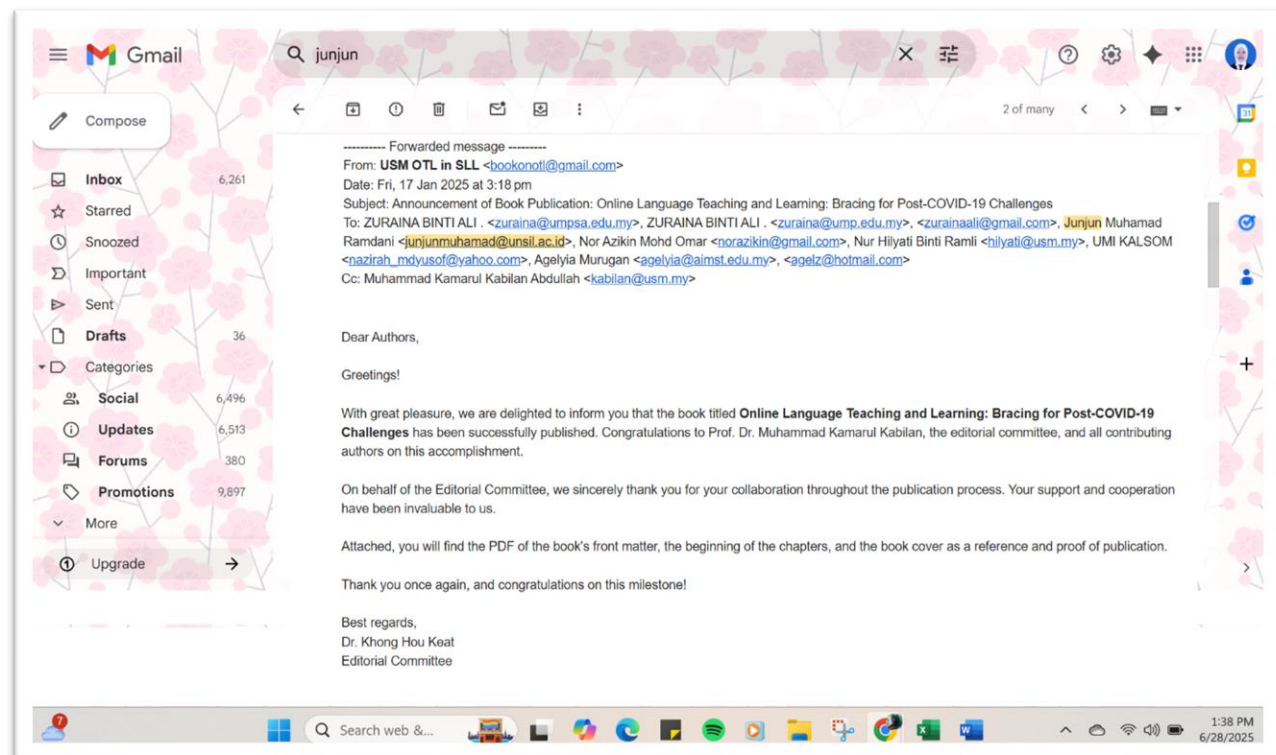 Gmail
junjun
Compose
2 of many
31
Inbox 6,261
Starred
Snoozed
Important
Sent
Drafts 36
Categories
Social 6,496
Updates 6,513
Forums 380
Promotions 9,897
More
Upgrade
---------- Forwarded message ---------
From: USM OTL in SLL <bookonotl@gmail.com>
Date: Fri, 17 Jan 2025 at 3:18 pm
Subject: Announcement of Book Publication: Online Language Teaching and Learning: Bracing for Post-COVID-19 Challenges
To: ZURAINA BINTI ALI . <zuraina@umpsa.edu.my>, ZURAINA BINTI ALI . <zuraina@ump.edu.my>, <zurainaali@gmail.com>, Junjun Muhamad
Ramdani <junjunmuhamad@unsil.ac.id>, Nor Azikin Mohd Omar <norazikin@gmail.com>, Nur Hilyati Binti Ramli <hilyati@usm.my>, UMI KALSOM
<nazirah_mdyusof@yahoo.com>, Agelyia Murugan <agelyia@aimst.edu.my>, <agelz@hotmail.com>
Cc: Muhammad Kamarul Kabilan Abdullah <kabilan@usm.my>
Dear Authors,
Greetings!
With great pleasure, we are delighted to inform you that the book titled Online Language Teaching and Learning: Bracing for Post-COVID-19
Challenges has been successfully published. Congratulations to Prof. Dr. Muhammad Kamarul Kabilan, the editorial committee, and all contributing
authors on this accomplishment.
On behalf of the Editorial Committee, we sincerely thank you for your collaboration throughout the publication process. Your support and cooperation
have been invaluable to us.
Attached, you will find the PDF of the book's front matter, the beginning of the chapters, and the book cover as a reference and proof of publication.
Thank you once again, and congratulations on this milestone!
Best regards,
Dr. Khong Hou Keat
Editorial Committee
7
Search web &...
1:38 PM
6/28/2025